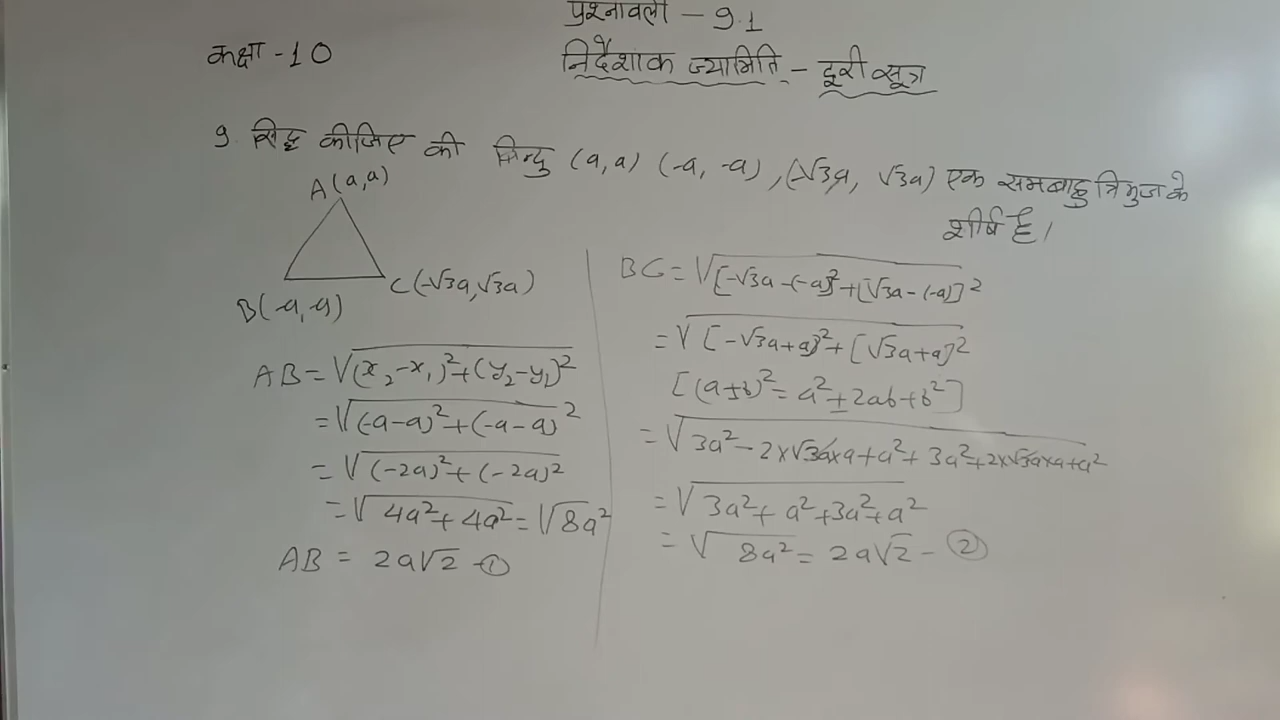 प्रश्नावली - 9.1
कक्षा - 10
निर्देशांक ज्यामिति - दूरी सूत्र
9. सिद्ध कीजिए की बिन्दु (a, a) (-a, -a), (-√3a, √3a) एक समबाहु त्रिभुज के
शीर्ष है।
A(a,a)
B(-a,-a)
C(-√3a,√3a)
AB = √(x₂-x₁)²+(y₂-y₁)²
= √(-a-a)²+(-a-a)²
= √(-2a)²+(-2a)²
= √4a²+4a² = √8a²
AB = 2a√2 - ①
BC = √[-√3a-(-a)]²+[√3a-(-a)]²
= √[-√3a+a]²+[√3a+a]²
[(a±b)² = a²±2ab+b²]
= √3a²-2×√3a×a+a²+3a²+2×√3a×a+a²
= √3a²+a²+3a²+a²
= √8a² = 2a√2 - ②